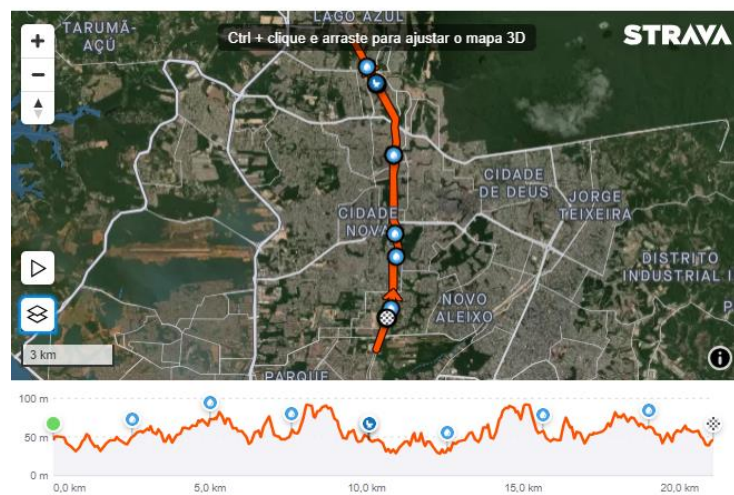 LAGO AZUL
TARUMÃ-
AÇÚ
Ctrl + clique e arraste para ajustar o mapa 3D
STRAVA
+
−
CIDADE
DE DEUS
JORGE
TEIXEIRA
CIDADE
NOVA
DISTRITO
INDUSTRIAL I
NOVO
ALEIXO
P
3 km
i
PARQUE
100 m
50 m
0 m
0,0 km
5,0 km
10,0 km
15,0 km
20,0 km